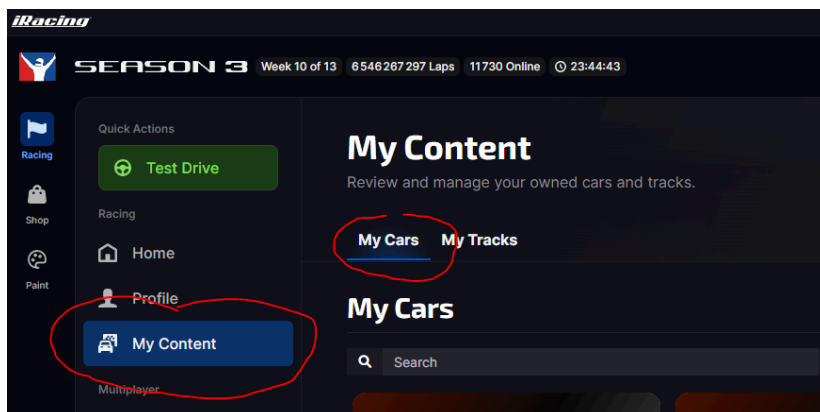 iRacing
SEASON 3 Week 10 of 13 6546267297 Laps 11730 Online 23:44:43
Racing
Shop
Paint
Quick Actions
Test Drive
Racing
Home
Profile
My Content
Multiplayer
My Content
Review and manage your owned cars and tracks.
My Cars My Tracks
My Cars
Search